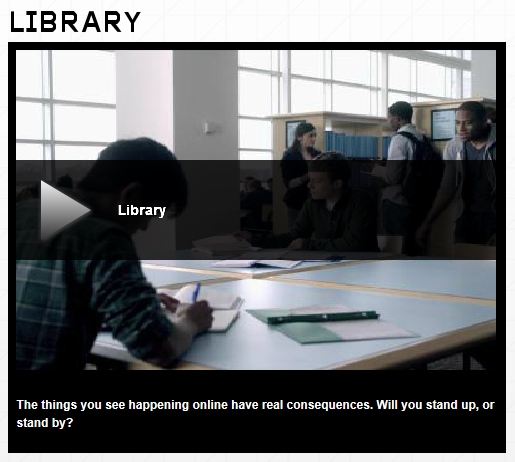 LIBRARY
Library
The things you see happening online have real consequences. Will you stand up, or
stand by?